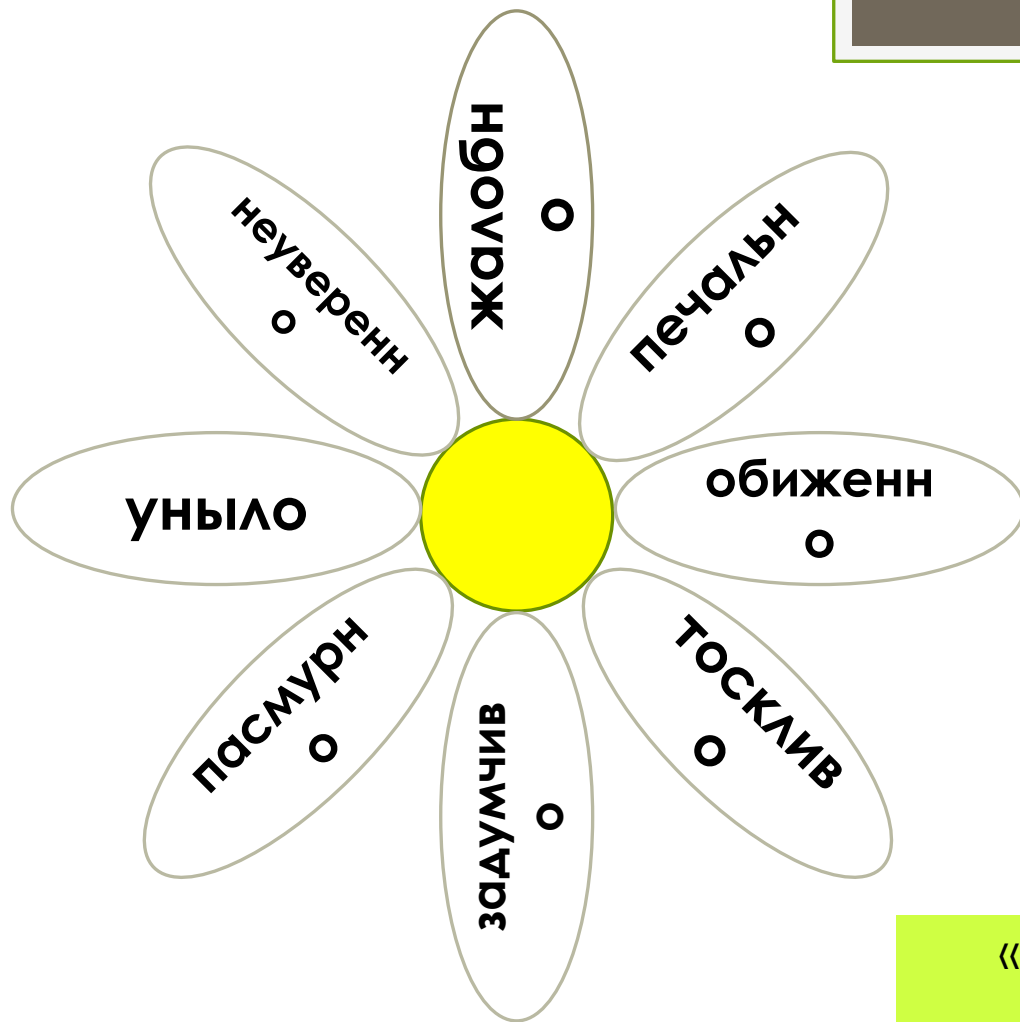 жалобн
о
печальн
о
обиженн
о
тосклив
о
задумчив
о
пасмурн
о
уныло
неуверенн
о
«